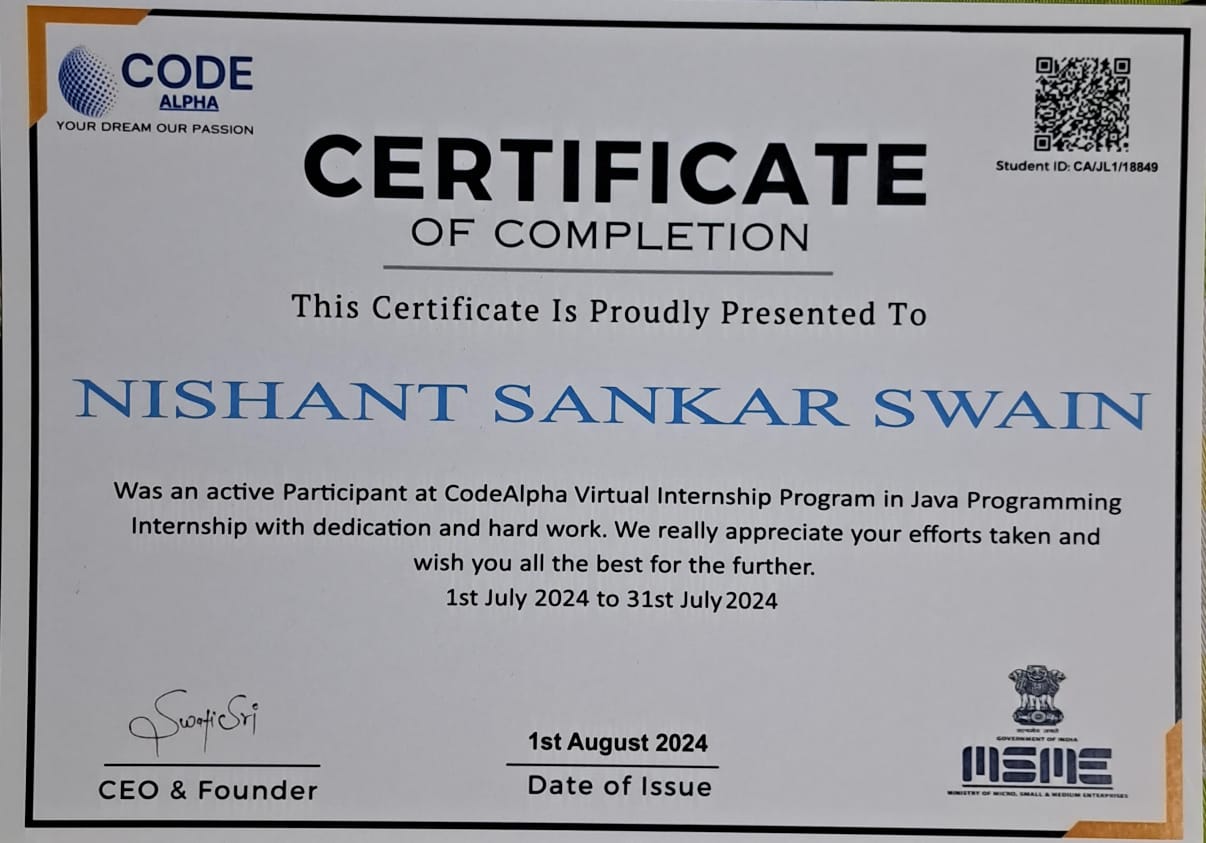 CODE
ALPHA
YOUR DREAM OUR PASSION
Student ID: CA/JL1/18849
CERTIFICATE
OF COMPLETION
This Certificate Is Proudly Presented To
NISHANT SANKAR SWAIN
Was an active Participant at CodeAlpha Virtual Internship Program in Java Programming
Internship with dedication and hard work. We really appreciate your efforts taken and
wish you all the best for the further.
1st July 2024 to 31st July 2024
SwatiSri
CEO & Founder
1st August 2024
Date of Issue
सत्यमेव जयते
GOVERNMENT OF INDIA
MSME
MINISTRY OF MICRO, SMALL & MEDIUM ENTERPRISES